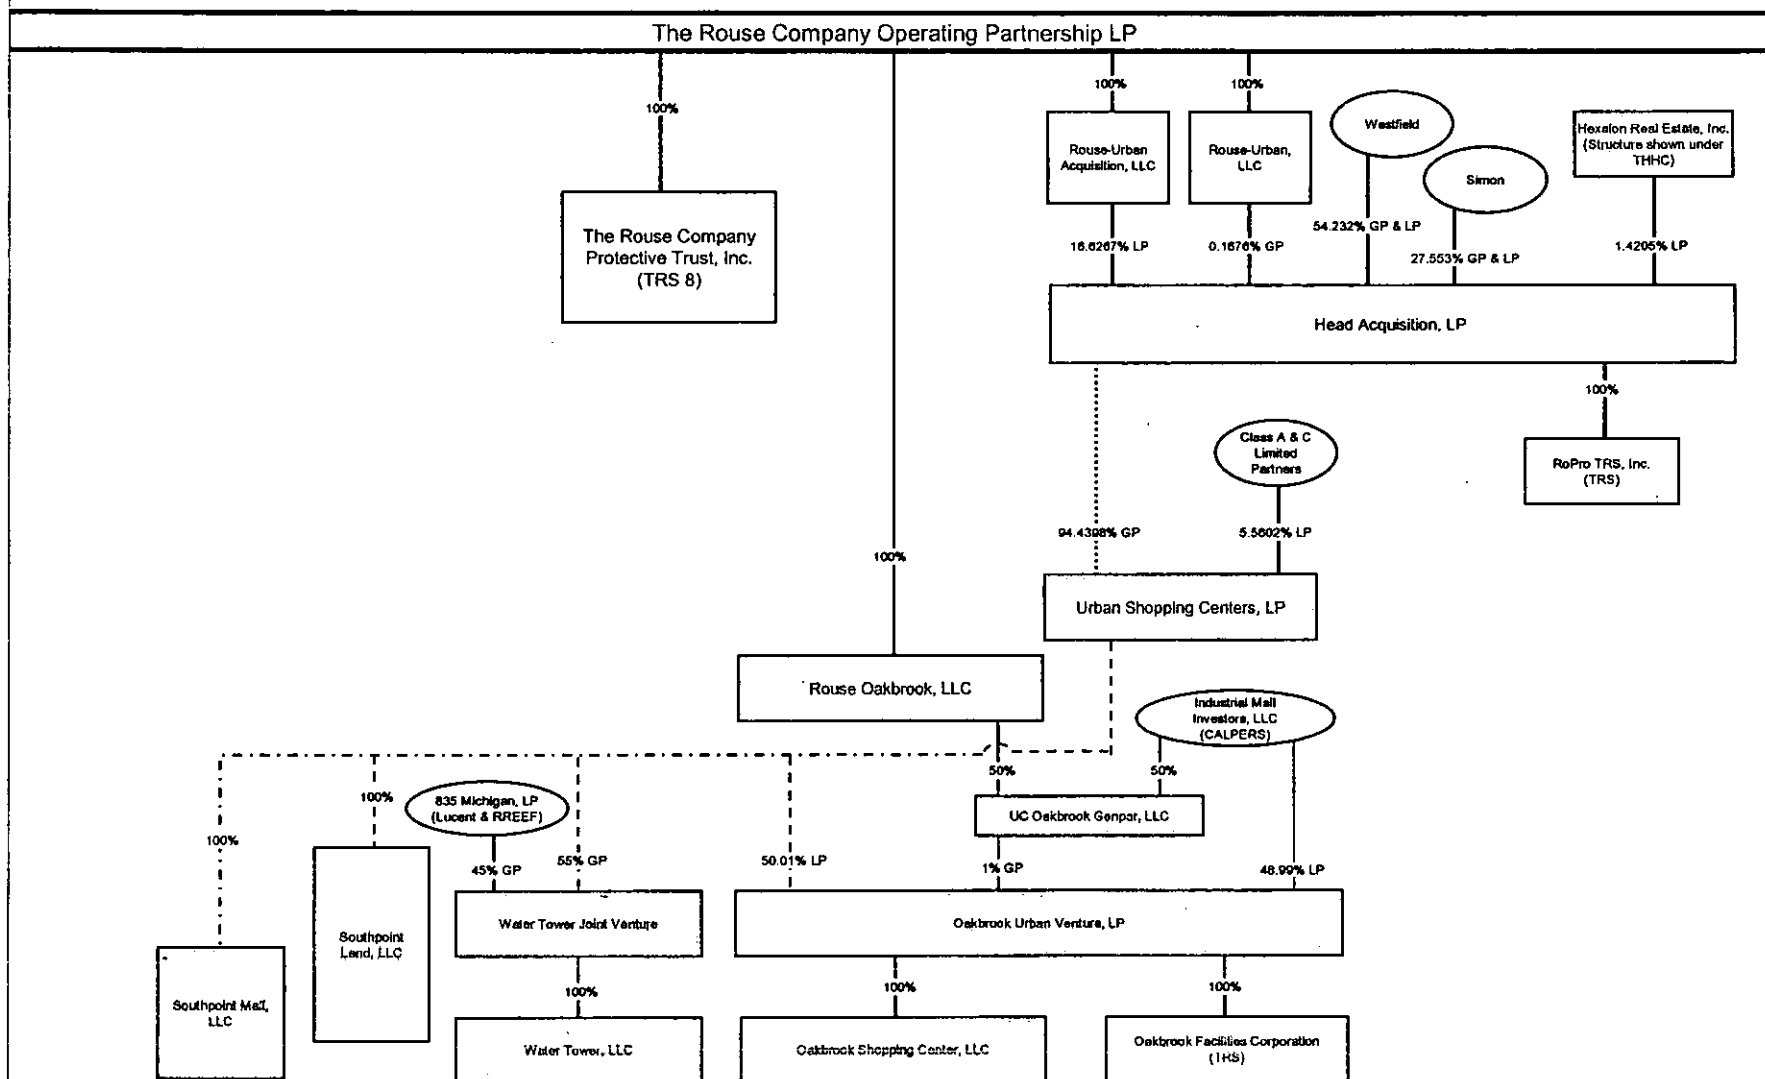 The Rouse Company Operating Partnership LP
100%
100%
100%
100%
Rouse-Urban
Acquisition, LLC
Rouse-Urban,
LLC
Westfield
Simon
Hexalon Real Estate, Inc.
(Structure shown under
THHC)
The Rouse Company
Protective Trust, Inc.
(TRS 8)
16.6267% LP
0.1676% GP
54.232% GP & LP
27.553% GP & LP
1.4205% LP
Head Acquisition, LP
100%
RoPro TRS, Inc.
(TRS)
Class A & C
Limited
Partners
94.4398% GP
5.5602% LP
Urban Shopping Centers, LP
Rouse Oakbrook, LLC
Industrial Mall
Investors, LLC
(CALPERS)
50%
50%
UC Oakbrook Genpar, LLC
835 Michigan, LP
(Lucent & RREEF)
100%
100%
45% GP
55% GP
50.01% LP
1% GP
48.99% LP
Southpoint Mall,
LLC
Southpoint
Land, LLC
Water Tower Joint Venture
Oakbrook Urban Venture, LP
100%
100%
100%
Water Tower, LLC
Oakbrook Shopping Center, LLC
Oakbrook Facilities Corporation
(TRS)